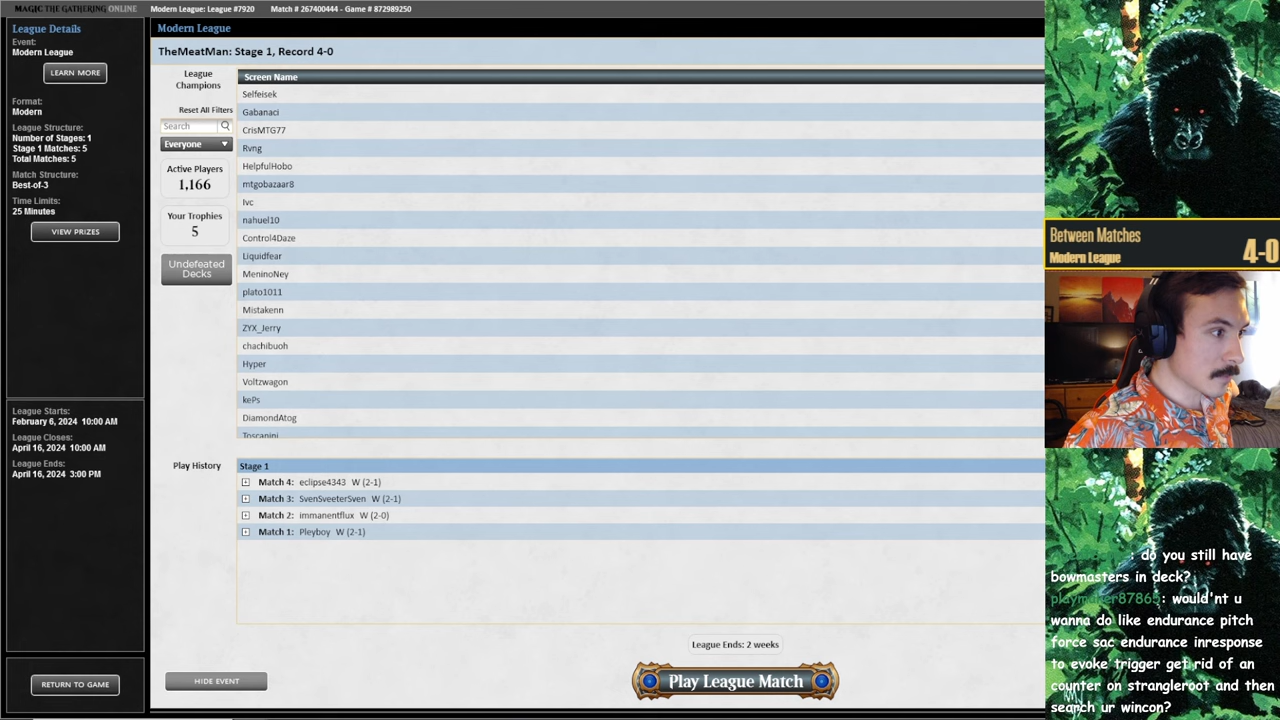 MAGIC THE GATHERING ONLINE Modern League: League #7920 Match # 267400444 - Game # 872989250
League Details
Event:
Modern League
LEARN MORE
Format:
Modern
League Structure:
Number of Stages: 1
Stage 1 Matches: 5
Total Matches: 5
Match Structure:
Best-of-3
Time Limits:
25 Minutes
VIEW PRIZES
League Starts:
February 6, 2024 10:00 AM
League Closes:
April 16, 2024 10:00 AM
League Ends:
April 16, 2024 3:00 PM
RETURN TO GAME
Modern League
TheMeatMan: Stage 1, Record 4-0
League
Champions
Reset All Filters
Search
Everyone
Active Players
1,166
Your Trophies
5
Undefeated
Decks
Screen Name
Selfeisek
Gabanaci
CrisMTG77
Rvng
HelpfulHobo
mtgobazaar8
Ivc
nahuel10
Control4Daze
Liquidfear
MeninoNey
plato1011
Mistakenn
ZYX_Jerry
chachibuoh
Hyper
Voltzwagon
kePs
DiamondAtog
Toscanini
Play History
Stage 1
Match 4: eclipse4343 W (2-1)
Match 3: SvenSveeterSven W (2-1)
Match 2: immanentflux W (2-0)
Match 1: Pleyboy W (2-1)
League Ends: 2 weeks
HIDE EVENT
Play League Match
Between Matches
Modern League
4-0
: do you still have
bowmasters in deck?
playmaker87865: would'nt u
wanna do like endurance pitch
force sac endurance inresponse
to evoke trigger get rid of an
counter on strangleroot and then
search ur wincon?